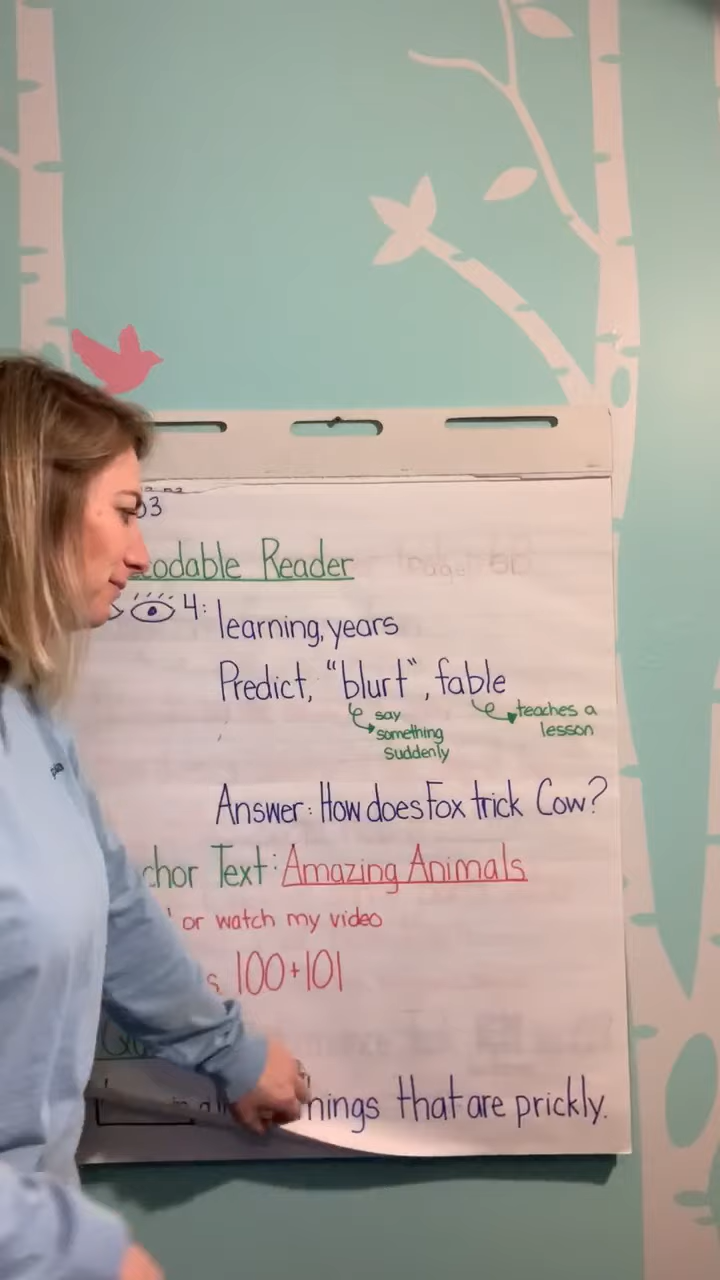 03
codable Reader
4: learning, years
Predict, "blurt", fable
say something suddenly
teaches a lesson
Answer: How does Fox trick Cow?
chor Text: Amazing Animals
or watch my video
s 100+101
hings that are prickly.